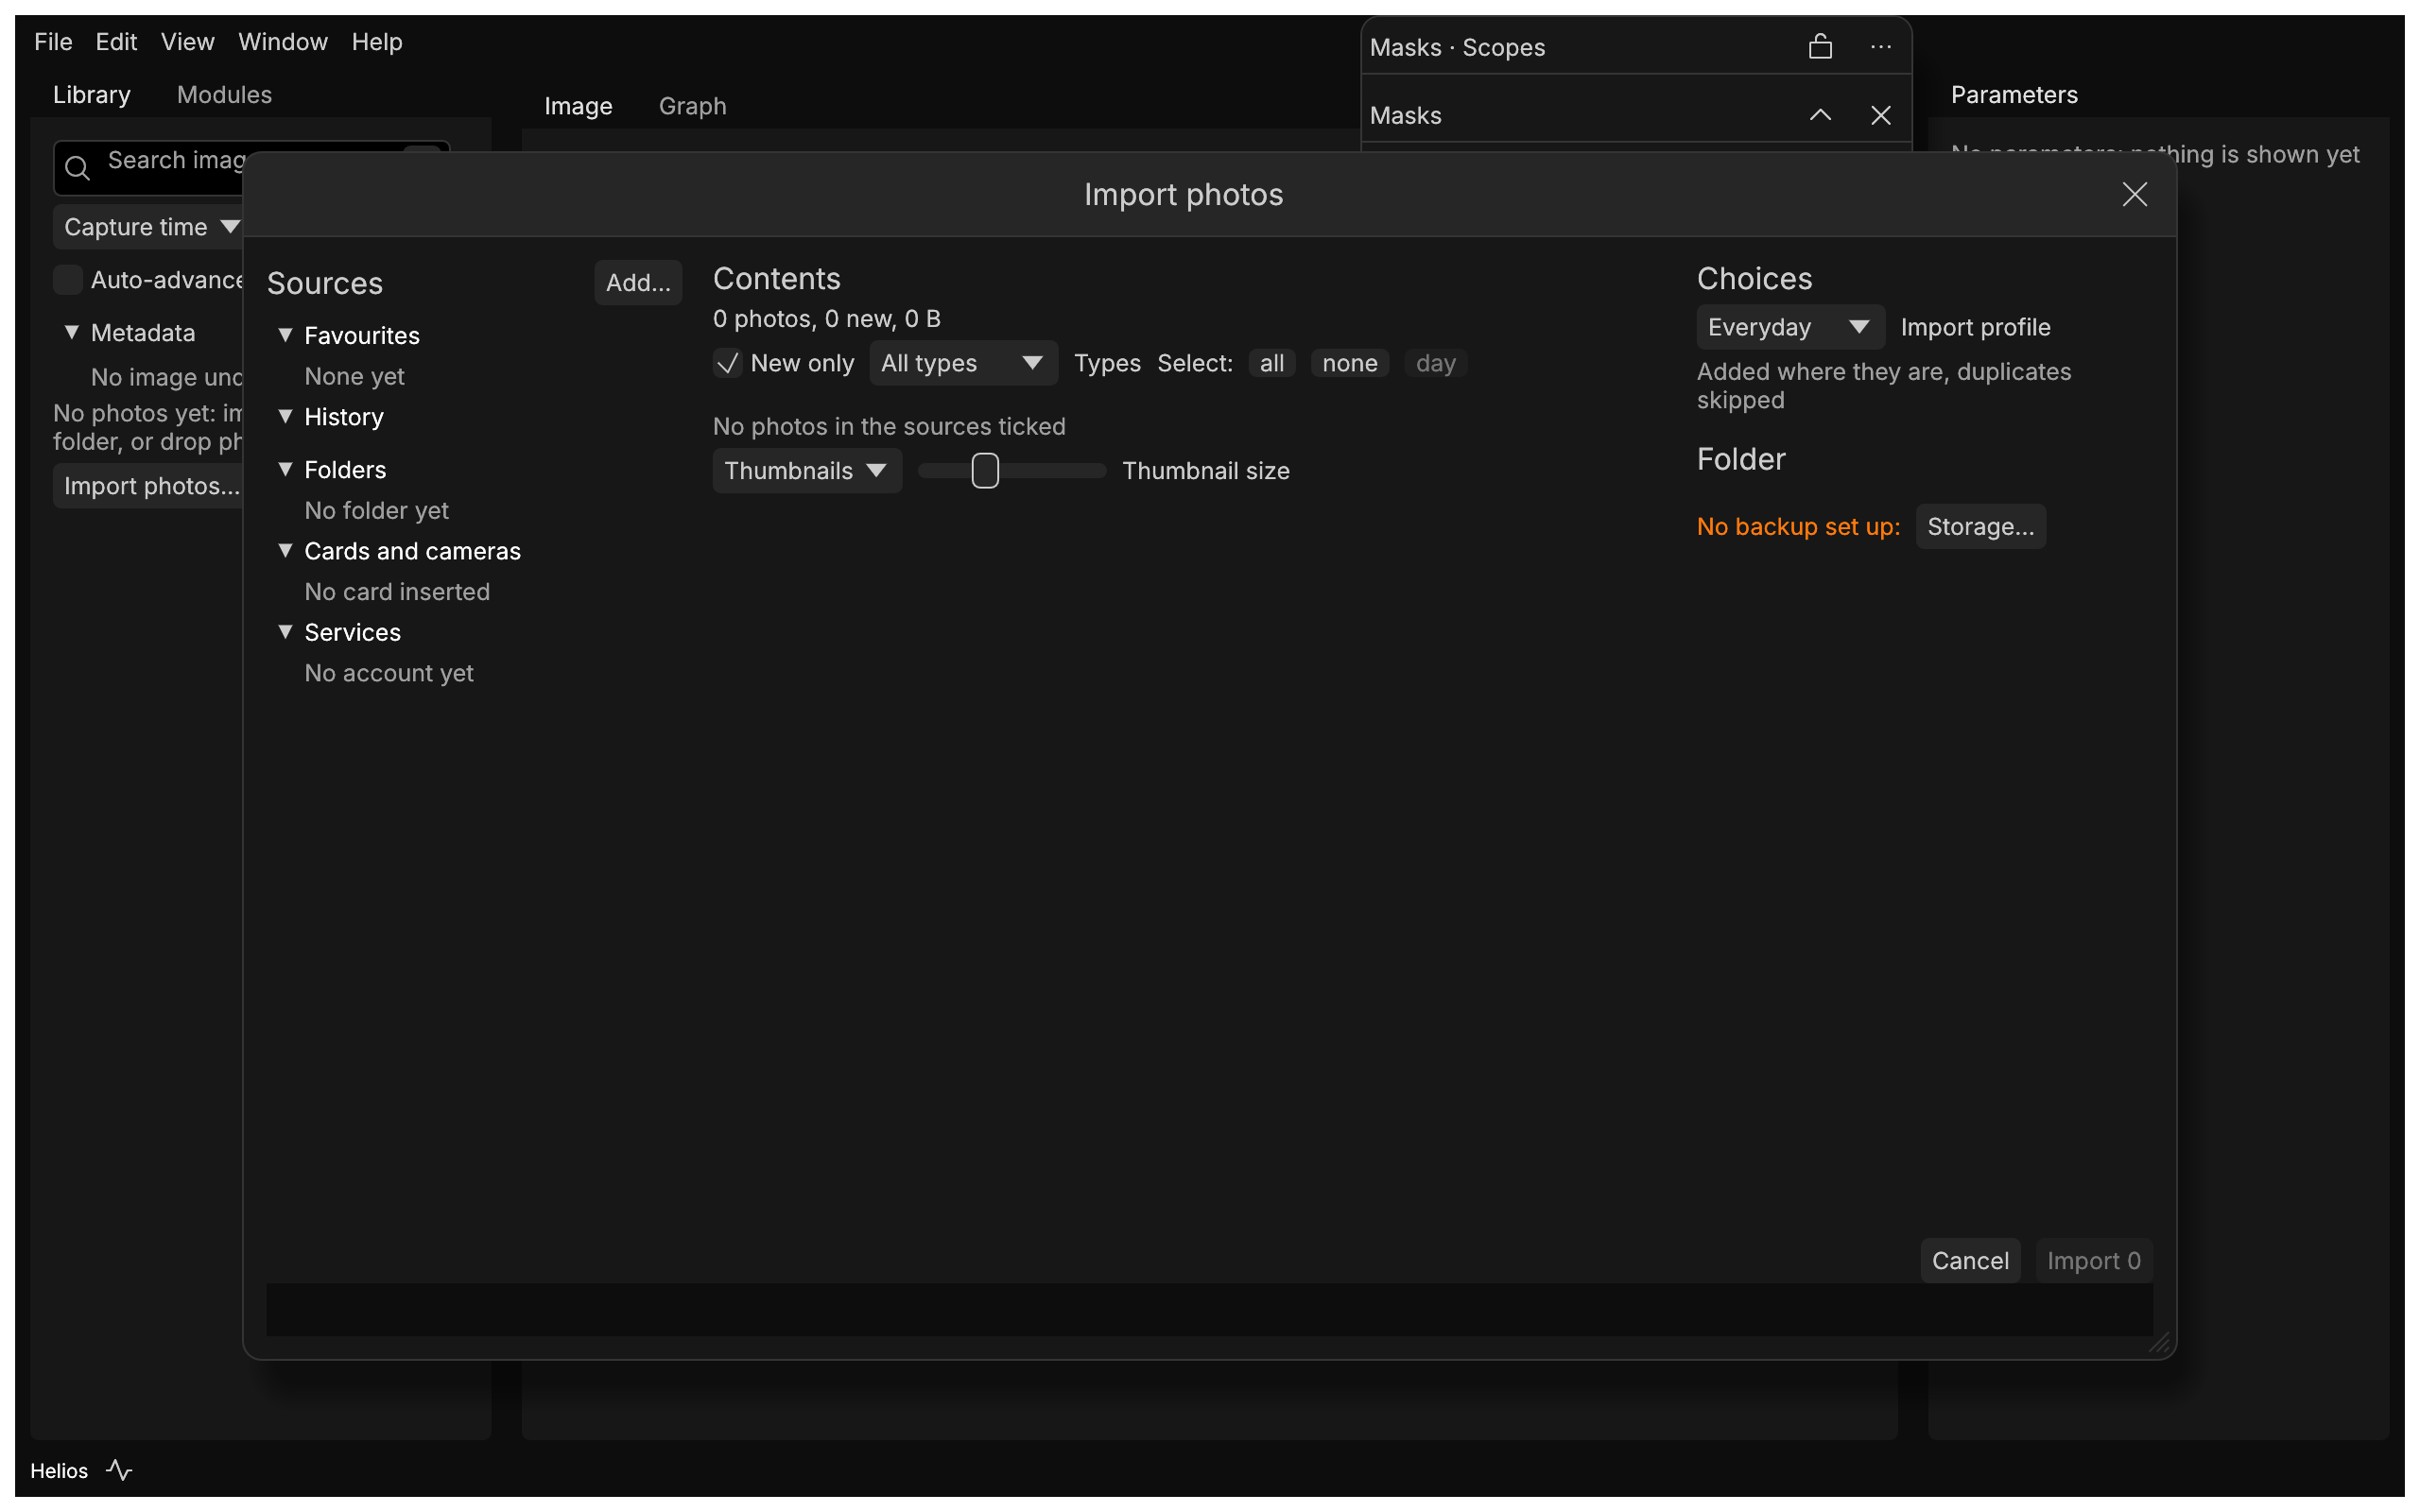 File Edit View Window Help
Masks · Scopes
Library Modules
Image Graph
Masks
Parameters
Search imag
nothing is shown yet
Import photos
Capture time
Auto-advance
Metadata
No image und
No photos yet: im
folder, or drop ph
Import photos...
Sources Add...
Favourites
None yet
History
Folders
No folder yet
Cards and cameras
No card inserted
Services
No account yet
Contents
0 photos, 0 new, 0 B
New only All types Types Select: all none day
No photos in the sources ticked
Thumbnails Thumbnail size
Choices
Everyday Import profile
Added where they are, duplicates
skipped
Folder
No backup set up: Storage...
Cancel Import 0
Helios